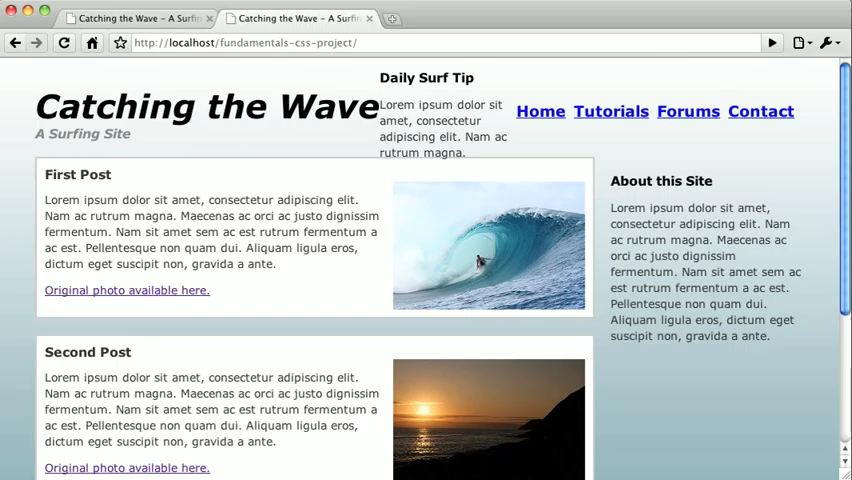 Catching the Wave – A Surfin
Catching the Wave – A Surfin
http://localhost/fundamentals-css-project/
Catching the Wave
A Surfing Site
Daily Surf Tip
Lorem ipsum dolor sit
amet, consectetur
adipiscing elit. Nam ac
rutrum magna.
Home Tutorials Forums Contact
First Post
Lorem ipsum dolor sit amet, consectetur adipiscing elit.
Nam ac rutrum magna. Maecenas ac orci ac justo dignissim
fermentum. Nam sit amet sem ac est rutrum fermentum a
ac est. Pellentesque non quam dui. Aliquam ligula eros,
dictum eget suscipit non, gravida a ante.
Original photo available here.
Second Post
Lorem ipsum dolor sit amet, consectetur adipiscing elit.
Nam ac rutrum magna. Maecenas ac orci ac justo dignissim
fermentum. Nam sit amet sem ac est rutrum fermentum a
ac est. Pellentesque non quam dui. Aliquam ligula eros,
dictum eget suscipit non, gravida a ante.
Original photo available here.
About this Site
Lorem ipsum dolor sit amet,
consectetur adipiscing elit. Nam
ac rutrum magna. Maecenas ac
orci ac justo dignissim
fermentum. Nam sit amet sem ac
est rutrum fermentum a ac est.
Pellentesque non quam dui.
Aliquam ligula eros, dictum eget
suscipit non, gravida a ante.